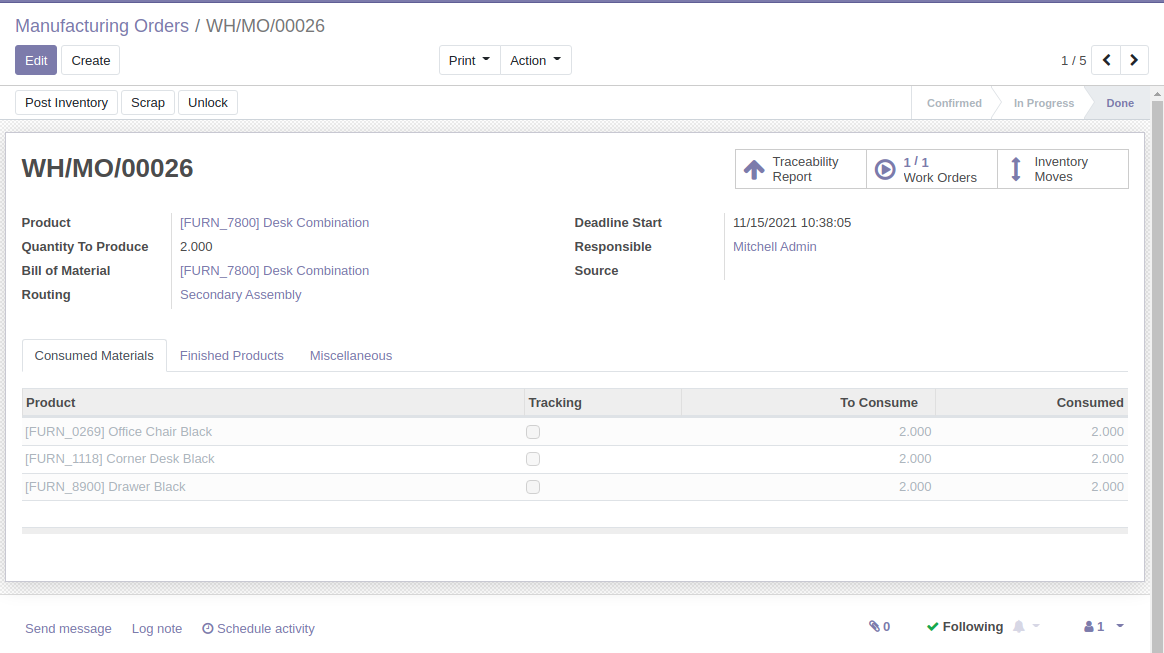 Manufacturing Orders / WH/MO/00026
Edit Create Print Action 1 / 5
Post Inventory Scrap Unlock Confirmed In Progress Done
WH/MO/00026
Traceability Report
1 / 1 Work Orders
Inventory Moves
Product [FURN_7800] Desk Combination
Quantity To Produce 2.000
Bill of Material [FURN_7800] Desk Combination
Routing Secondary Assembly
Deadline Start 11/15/2021 10:38:05
Responsible Mitchell Admin
Source
Consumed Materials Finished Products Miscellaneous
Product Tracking To Consume Consumed
[FURN_0269] Office Chair Black 2.000 2.000
[FURN_1118] Corner Desk Black 2.000 2.000
[FURN_8900] Drawer Black 2.000 2.000
Send message Log note Schedule activity 0 Following 1